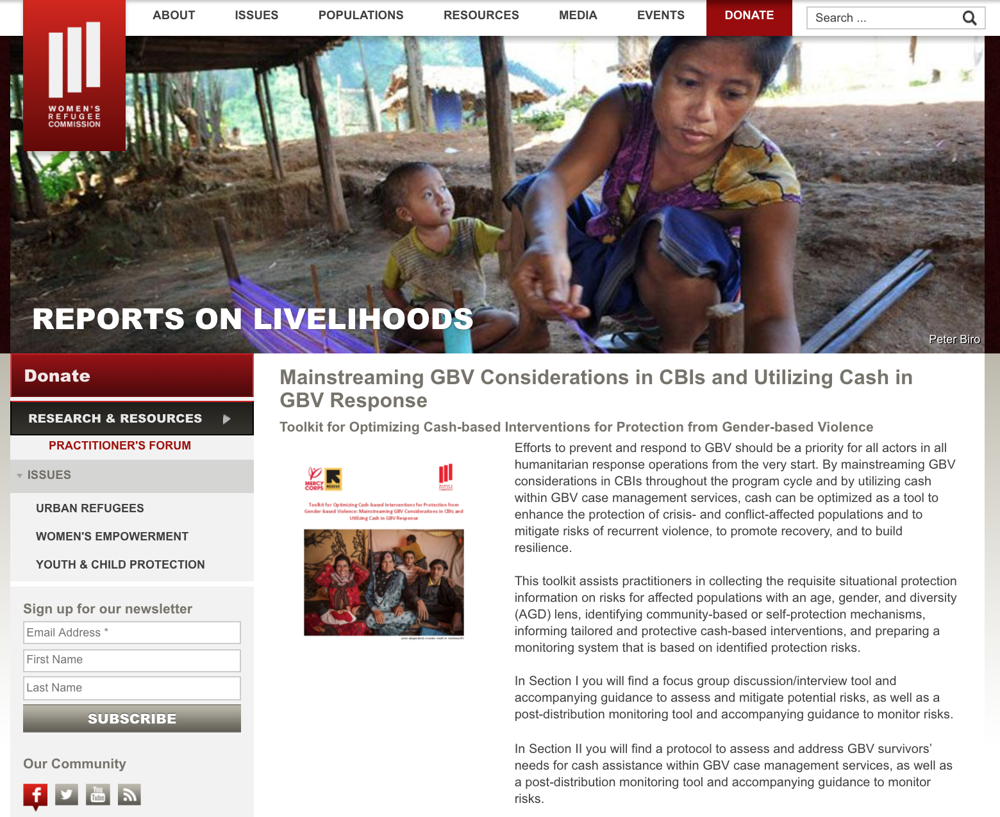 ABOUT ISSUES POPULATIONS RESOURCES MEDIA EVENTS DONATE Search ...
WOMEN'S
REFUGEE
COMMISSION
REPORTS ON LIVELIHOODS
Peter Biro
Donate
RESEARCH & RESOURCES
PRACTITIONER'S FORUM
ISSUES
URBAN REFUGEES
WOMEN'S EMPOWERMENT
YOUTH & CHILD PROTECTION
Sign up for our newsletter
Email Address *
First Name
Last Name
SUBSCRIBE
Our Community
You
Tube
Mainstreaming GBV Considerations in CBIs and Utilizing Cash in
GBV Response
Toolkit for Optimizing Cash-based Interventions for Protection from Gender-based Violence
MERCY
CORPS
RESCUE
WOMEN'S
REFUGEE
COMMISSION
Toolkit for Optimizing Cash-based Interventions for Protection from
Gender-based Violence: Mainstreaming GBV Considerations in CBIs and
Utilizing Cash in GBV Response
Efforts to prevent and respond to GBV should be a priority for all actors in all
humanitarian response operations from the very start. By mainstreaming GBV
considerations in CBIs throughout the program cycle and by utilizing cash
within GBV case management services, cash can be optimized as a tool to
enhance the protection of crisis- and conflict-affected populations and to
mitigate risks of recurrent violence, to promote recovery, and to build
resilience.
This toolkit assists practitioners in collecting the requisite situational protection
information on risks for affected populations with an age, gender, and diversity
(AGD) lens, identifying community-based or self-protection mechanisms,
informing tailored and protective cash-based interventions, and preparing a
monitoring system that is based on identified protection risks.
In Section I you will find a focus group discussion/interview tool and
accompanying guidance to assess and mitigate potential risks, as well as a
post-distribution monitoring tool and accompanying guidance to monitor risks.
In Section II you will find a protocol to assess and address GBV survivors’
needs for cash assistance within GBV case management services, as well as
a post-distribution monitoring tool and accompanying guidance to monitor
risks.